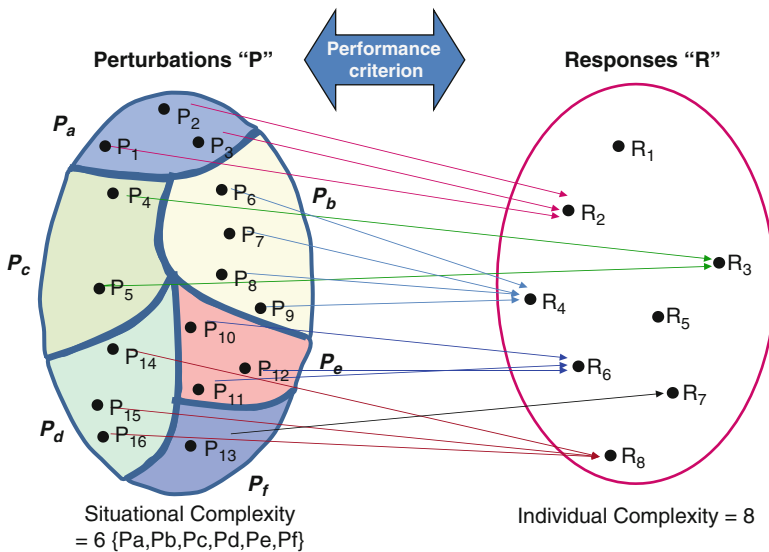 Perturbations “P”
Performance
criterion
Responses “R”
Pa
P2
P1
P3
P4
P6
Pb
P7
Pc
P5
P8
P9
P10
P14
P12
Pe
P11
P15
Pd
P16
P13
Pf
R1
R2
R3
R4
R5
R6
R7
R8
Situational Complexity
= 6 {Pa,Pb,Pc,Pd,Pe,Pf}
Individual Complexity = 8